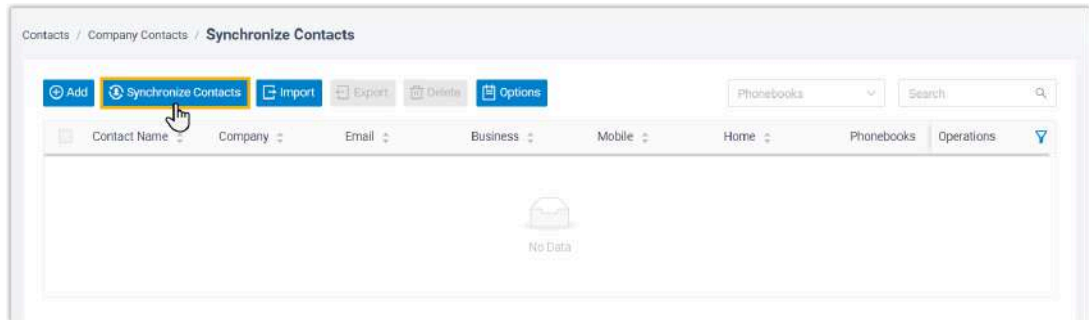 Contacts / Company Contacts / Synchronize Contacts
Add Synchronize Contacts Import Export Delete Options Phonebooks Search
Contact Name Company Email Business Mobile Home Phonebooks Operations
No Data